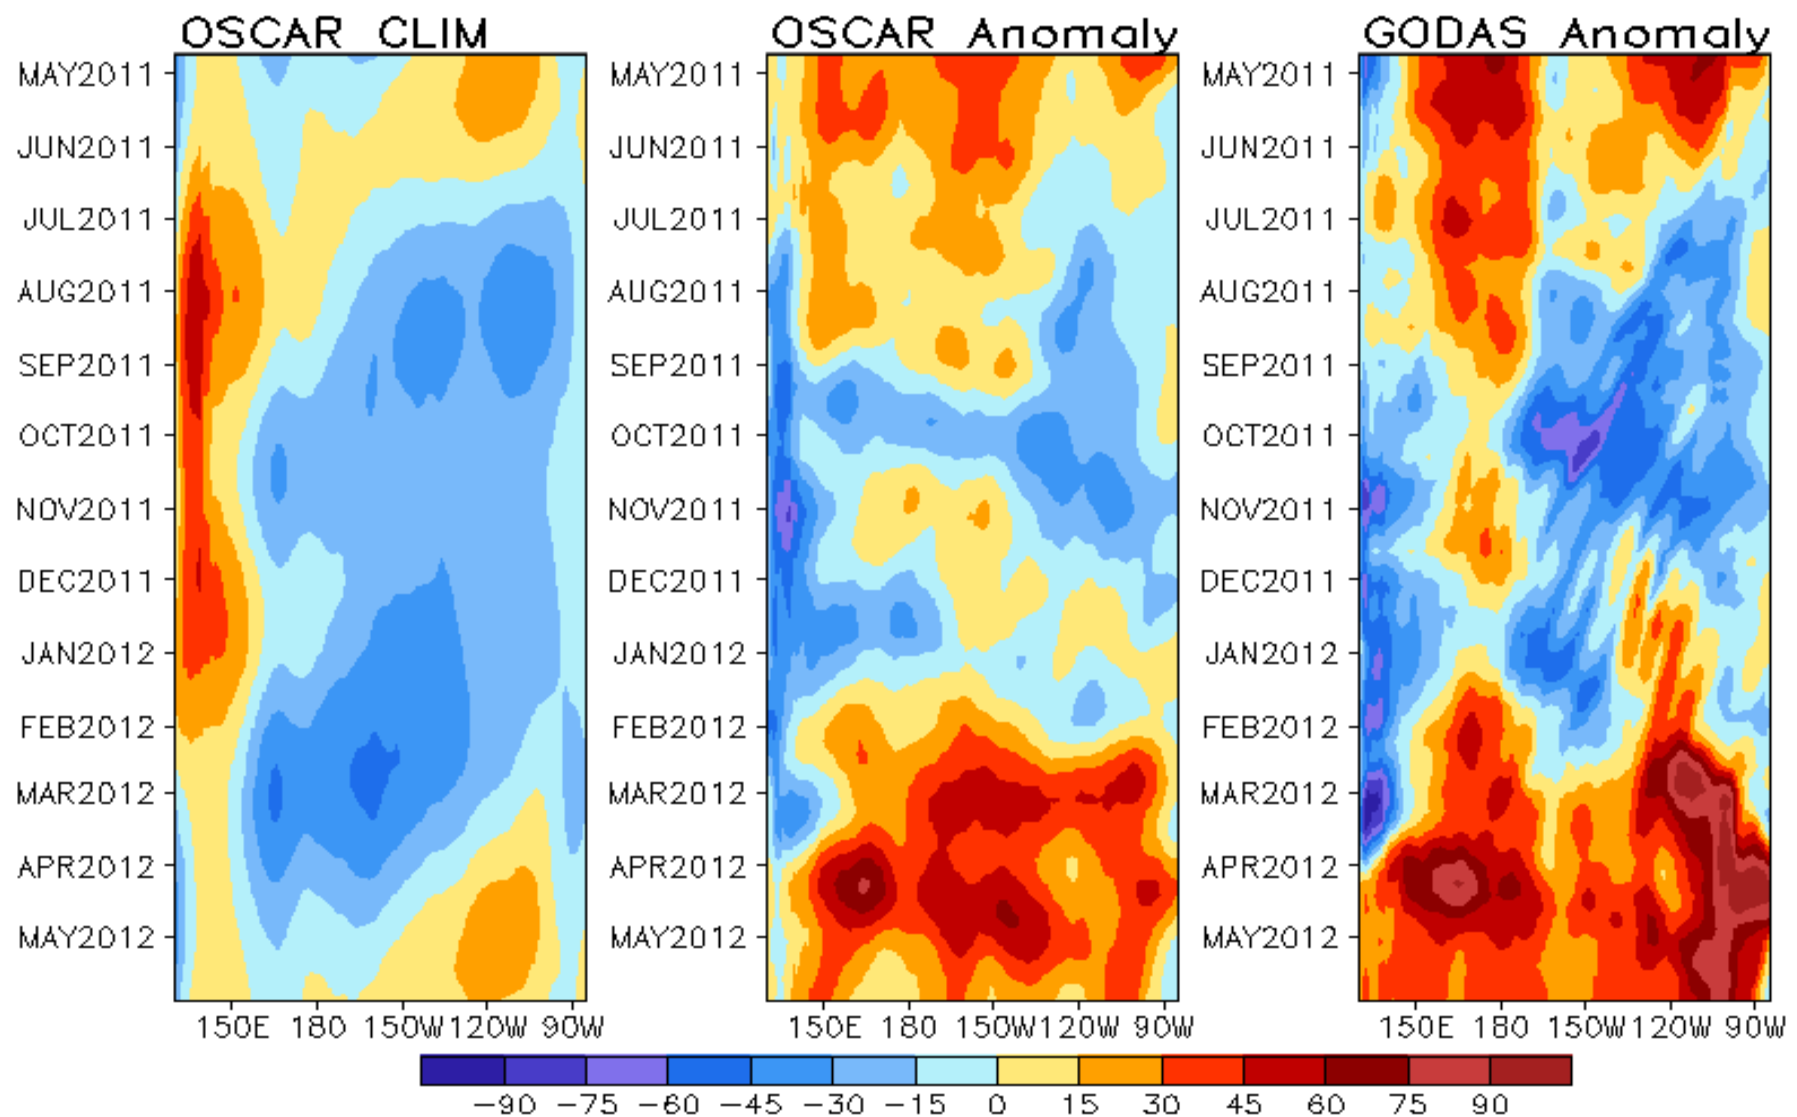 OSCAR CLIM
OSCAR Anomaly
GODAS Anomaly
MAY2011
JUN2011
JUL2011
AUG2011
SEP2011
OCT2011
NOV2011
DEC2011
JAN2012
FEB2012
MAR2012
APR2012
MAY2012
150E 180 150W 120W 90W
MAY2011
JUN2011
JUL2011
AUG2011
SEP2011
OCT2011
NOV2011
DEC2011
JAN2012
FEB2012
MAR2012
APR2012
MAY2012
150E 180 150W 120W 90W
MAY2011
JUN2011
JUL2011
AUG2011
SEP2011
OCT2011
NOV2011
DEC2011
JAN2012
FEB2012
MAR2012
APR2012
MAY2012
150E 180 150W 120W 90W
−90 −75 −60 −45 −30 −15 0 15 30 45 60 75 90